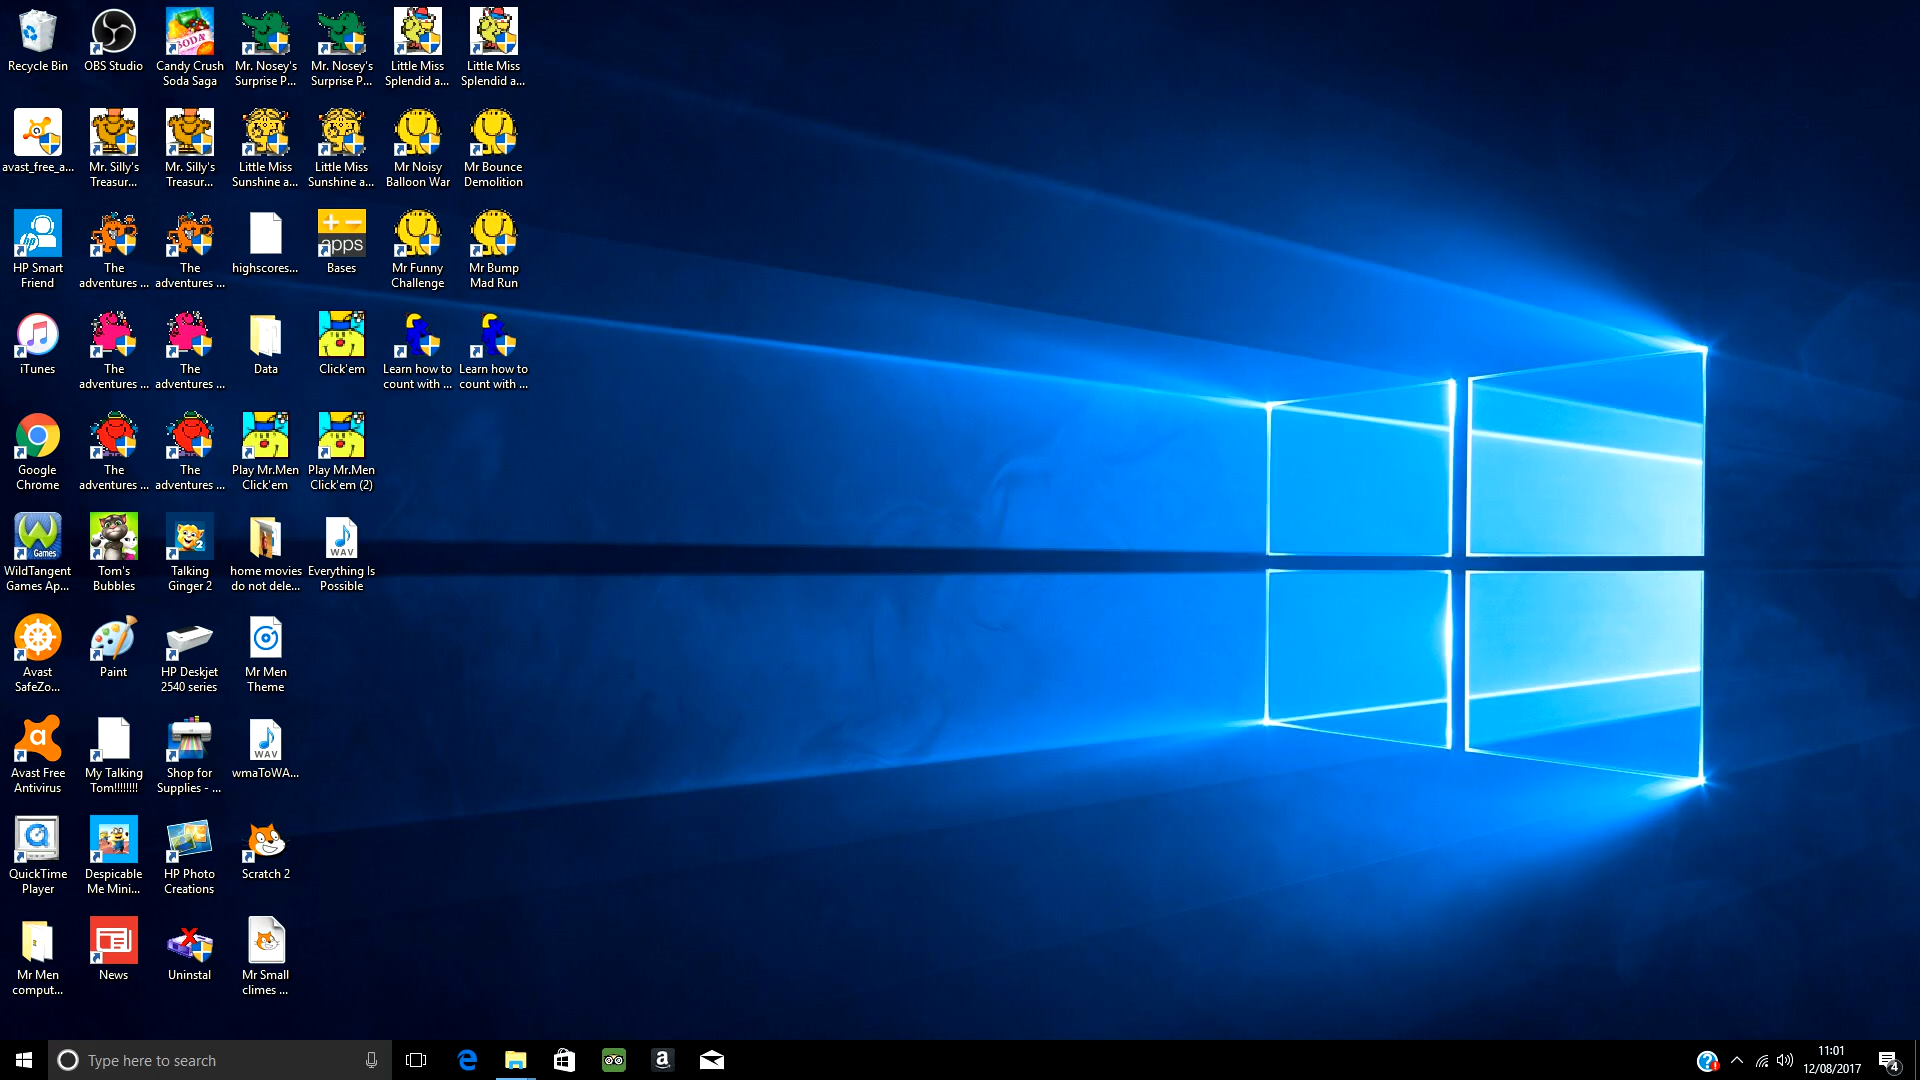 Recycle Bin
OBS Studio
Candy Crush
Soda Saga
Mr. Nosey's
Surprise P...
Mr. Nosey's
Surprise P...
Little Miss
Splendid a...
Little Miss
Splendid a...
avast_free_a...
Mr. Silly's
Treasur...
Mr. Silly's
Treasur...
Little Miss
Sunshine a...
Little Miss
Sunshine a...
Mr Noisy
Balloon War
Mr Bounce
Demolition
HP Smart
Friend
The
adventures ...
The
adventures ...
highscores...
apps
Bases
Mr Funny
Challenge
Mr Bump
Mad Run
iTunes
The
adventures ...
The
adventures ...
Data
Click'em
Learn how to
count with ...
Learn how to
count with ...
Google
Chrome
The
adventures ...
The
adventures ...
Play Mr.Men
Click'em
Play Mr.Men
Click'em (2)
Games
WildTangent
Games Ap...
Tom's
Bubbles
2
Talking
Ginger 2
home movies
do not dele...
WAV
Everything Is
Possible
Avast
SafeZo...
Paint
HP Deskjet
2540 series
Mr Men
Theme
Avast Free
Antivirus
My Talking
Tom!!!!!!!!
Shop for
Supplies - ...
WAV
wmaToWA...
QuickTime
Player
Despicable
Me Mini...
HP Photo
Creations
Scratch 2
Mr Men
comput...
News
Uninstal
Mr Small
climes ...
Type here to search
11:01
12/08/2017
4